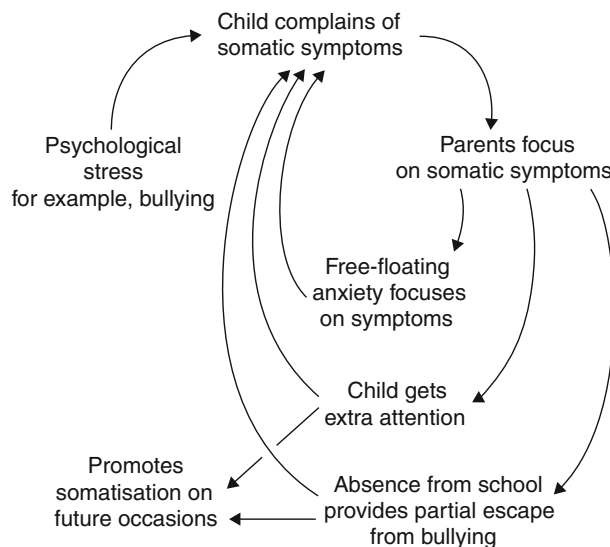 Child complains of
somatic symptoms
Psychological
stress
for example, bullying
Parents focus
on somatic symptoms
Free-floating
anxiety focuses
on symptoms
Child gets
extra attention
Promotes
somatisation on
future occasions
Absence from school
provides partial escape
from bullying